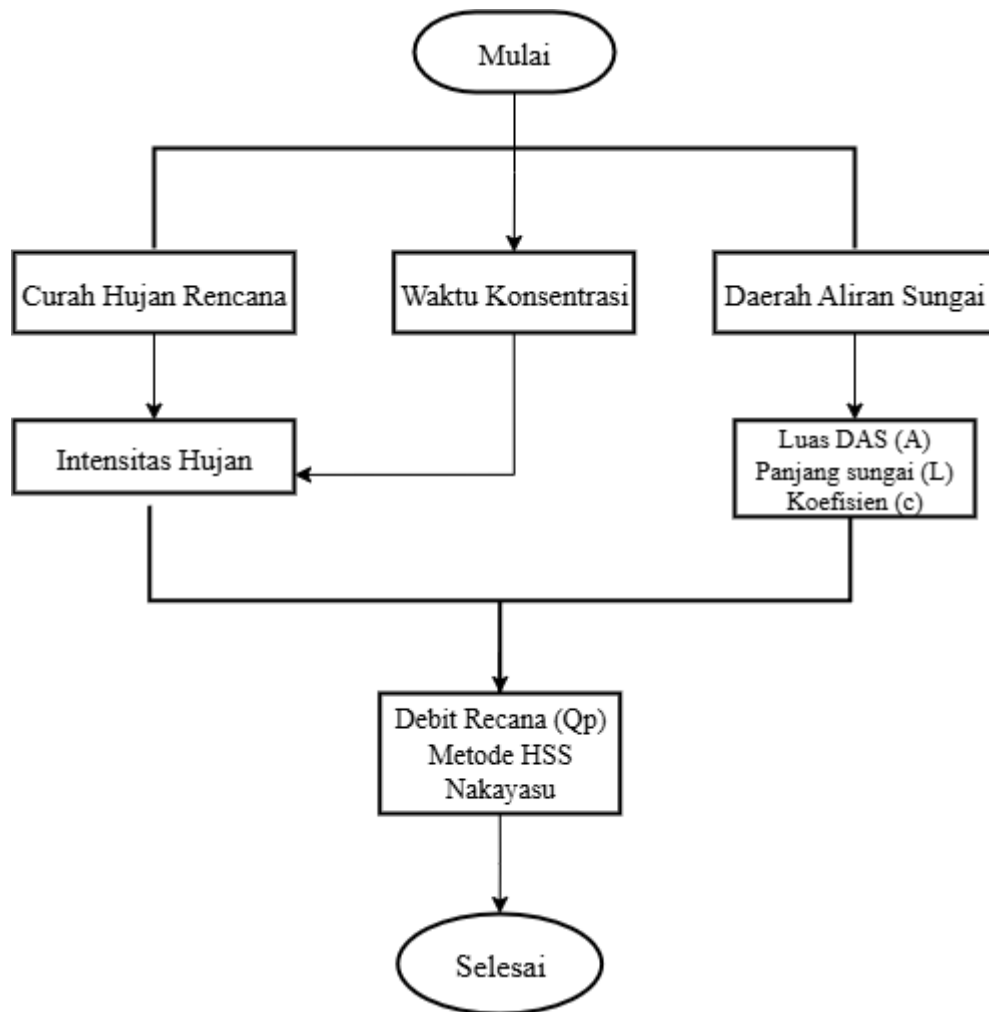 Mulai
Curah Hujan Rencana
Waktu Konsentrasi
Daerah Aliran Sungai
Intensitas Hujan
Luas DAS (A)
Panjang sungai (L)
Koefisien (c)
Debit Recana (Qp)
Metode HSS
Nakayasu
Selesai